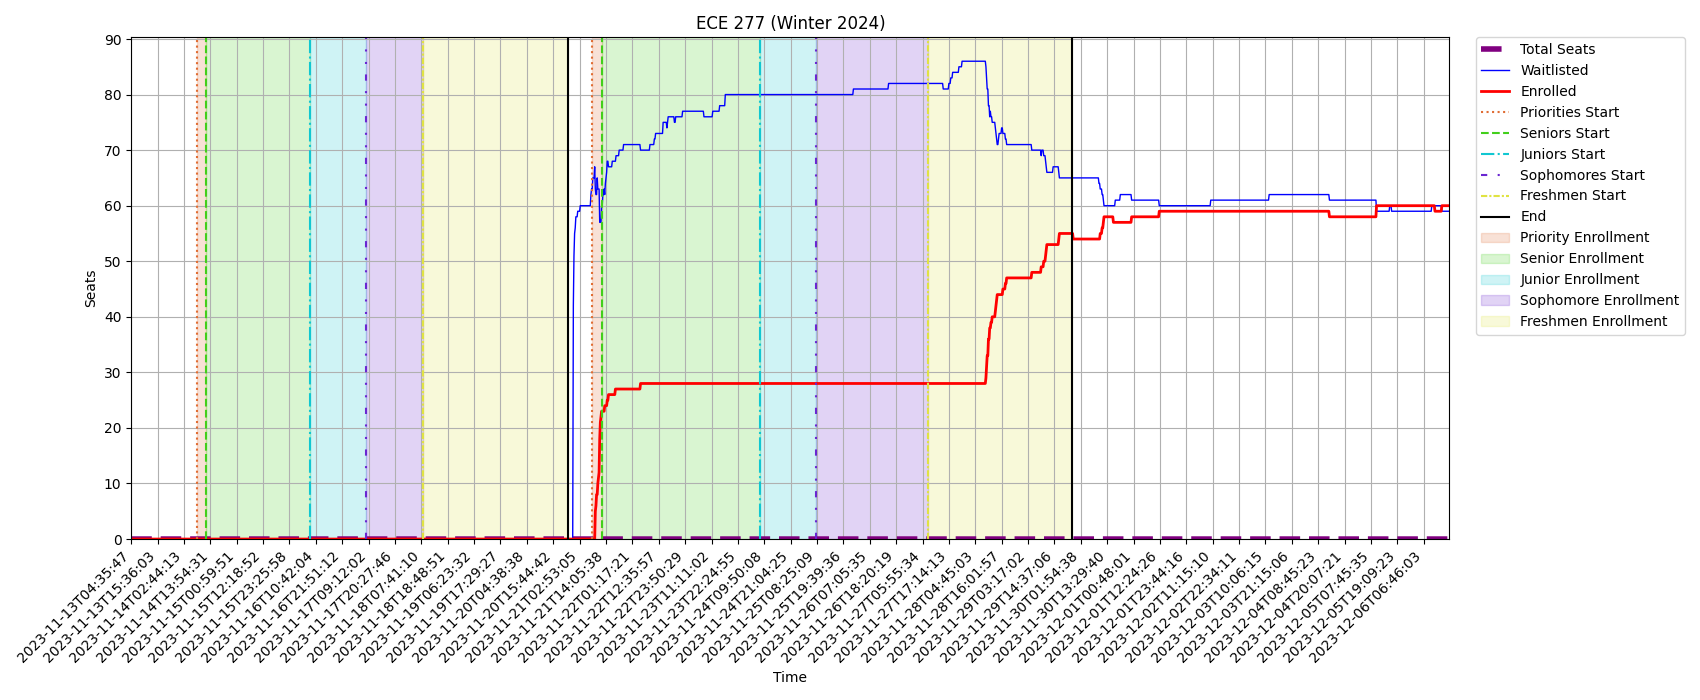 ECE 277 (Winter 2024)
90
80
70
60
50
40
30
20
10
0
Seats
2023-11-13T04:35:47
2023-11-13T15:36:03
2023-11-14T02:44:13
2023-11-14T13:54:31
2023-11-15T00:59:51
2023-11-15T12:18:52
2023-11-15T23:25:58
2023-11-16T10:42:04
2023-11-16T21:51:12
2023-11-17T09:12:02
2023-11-17T20:27:46
2023-11-18T07:41:10
2023-11-18T18:48:51
2023-11-19T06:23:32
2023-11-19T17:29:27
2023-11-20T04:38:38
2023-11-20T15:44:42
2023-11-21T02:53:05
2023-11-21T14:05:38
2023-11-22T01:17:21
2023-11-22T12:35:57
2023-11-22T23:50:29
2023-11-23T11:11:02
2023-11-23T22:24:55
2023-11-24T09:50:08
2023-11-24T21:04:25
2023-11-25T08:25:09
2023-11-25T19:39:36
2023-11-26T07:05:35
2023-11-26T18:20:19
2023-11-27T05:55:34
2023-11-27T17:14:13
2023-11-28T04:45:03
2023-11-28T16:01:57
2023-11-29T03:17:02
2023-11-29T14:37:06
2023-11-30T01:54:38
2023-11-30T13:29:40
2023-12-01T00:48:01
2023-12-01T12:24:26
2023-12-01T23:44:16
2023-12-02T11:15:10
2023-12-02T22:34:11
2023-12-03T10:06:15
2023-12-03T21:15:06
2023-12-04T08:45:23
2023-12-04T20:07:21
2023-12-05T07:45:35
2023-12-05T19:09:23
2023-12-06T06:46:03
Time
Total Seats
Waitlisted
Enrolled
Priorities Start
Seniors Start
Juniors Start
Sophomores Start
Freshmen Start
End
Priority Enrollment
Senior Enrollment
Junior Enrollment
Sophomore Enrollment
Freshmen Enrollment